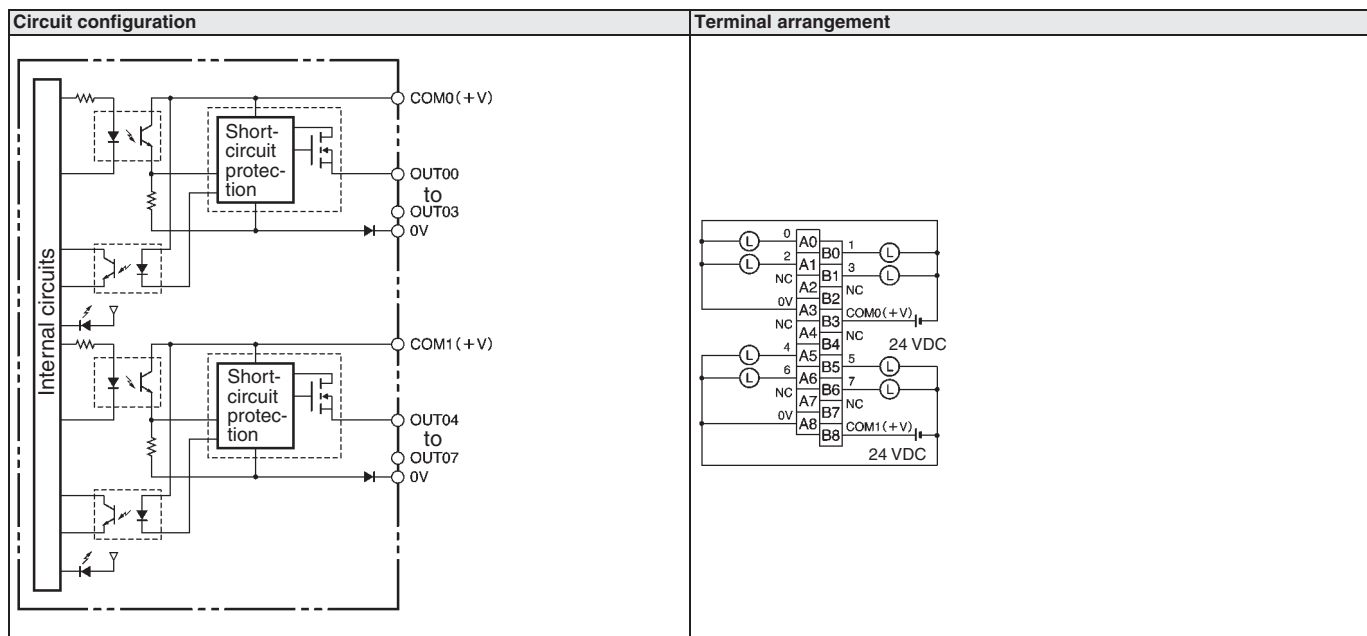 Circuit configuration
Terminal arrangement
Internal circuits
COM0(+V)
Short-
circuit
protec-
tion
OUT00
to
OUT03
0V
COM1(+V)
Short-
circuit
protec-
tion
OUT04
to
OUT07
0V
0 A0
B0 1
L
L
2 A1
B1 3
L
L
NC A2
B2 NC
0V A3
B3 COM0(+V)
NC A4
B4 NC
24 VDC
4 A5
B5 5
L
L
6 A6
B6 7
L
L
NC A7
B7 NC
0V A8
B8 COM1(+V)
24 VDC